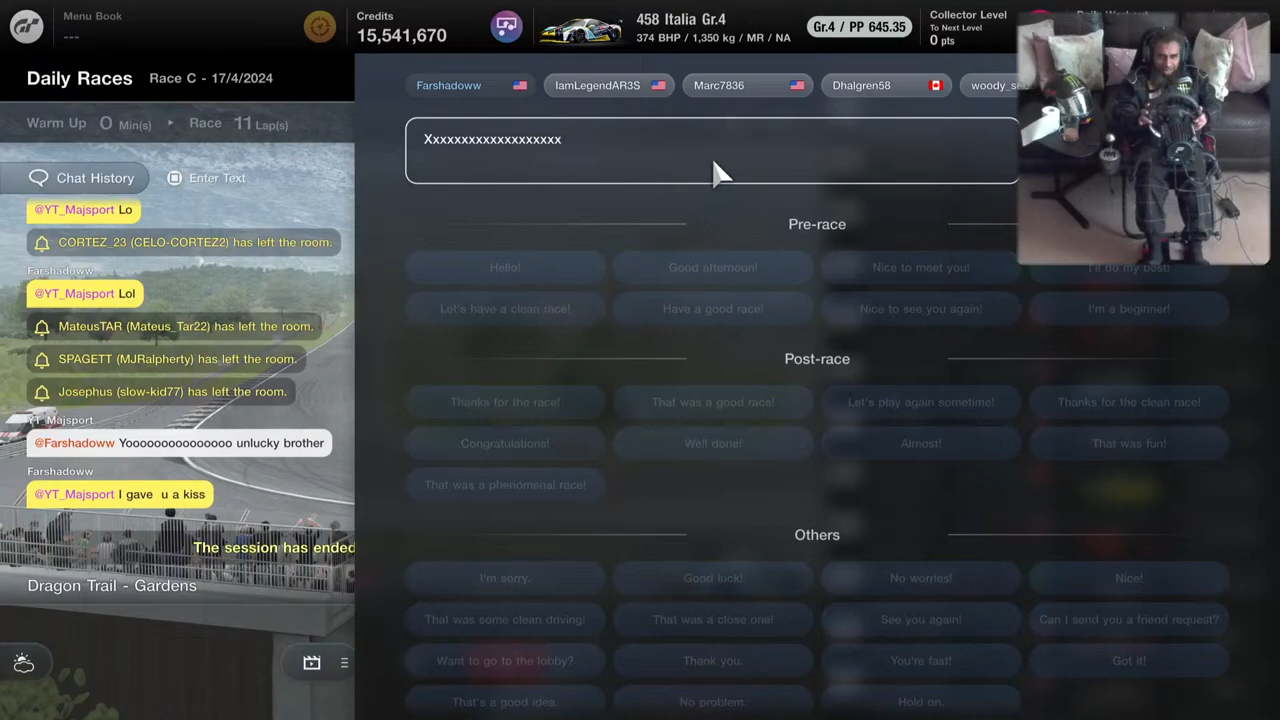 Menu Book
---
Credits
15,541,670
458 Italia Gr.4
374 BHP / 1,350 kg / MR / NA
Gr.4 / PP 645.35
Collector Level
To Next Level
0 pts
Daily Races
Race C - 17/4/2024
Warm Up 0 Min(s) Race 11 Lap(s)
Chat History
Enter Text
@YT_Majsport Lo
CORTEZ_23 (CELO-CORTEZ2) has left the room.
Farshadoww
@YT_Majsport Lol
MateusTAR (Mateus_Tar22) has left the room.
SPAGETT (MJRalpherty) has left the room.
Josephus (slow-kid77) has left the room.
YT_Majsport
@Farshadoww Yooooooooooooooo unlucky brother
Farshadoww
@YT_Majsport I gave u a kiss
The session has ended
Dragon Trail - Gardens
Farshadoww
IamLegendAR3S
Marc7836
Dhalgren58
Xxxxxxxxxxxxxxxxxxx
Pre-race
Hello!
Good afternoon!
Nice to meet you!
I'll do my best!
Let's have a clean race!
Have a good race!
Nice to see you again!
I'm a beginner!
Post-race
Thanks for the race!
That was a good race!
Let's play again sometime!
Thanks for the clean race!
Congratulations!
Well done!
Almost!
That was fun!
That was a phenomenal race!
Others
I'm sorry.
Good luck!
No worries!
Nice!
That was some clean driving!
That was a close one!
See you again!
Can I send you a friend request?
Want to go to the lobby?
Thank you.
You're fast!
Got it!
That's a good idea.
No problem.
Hold on.